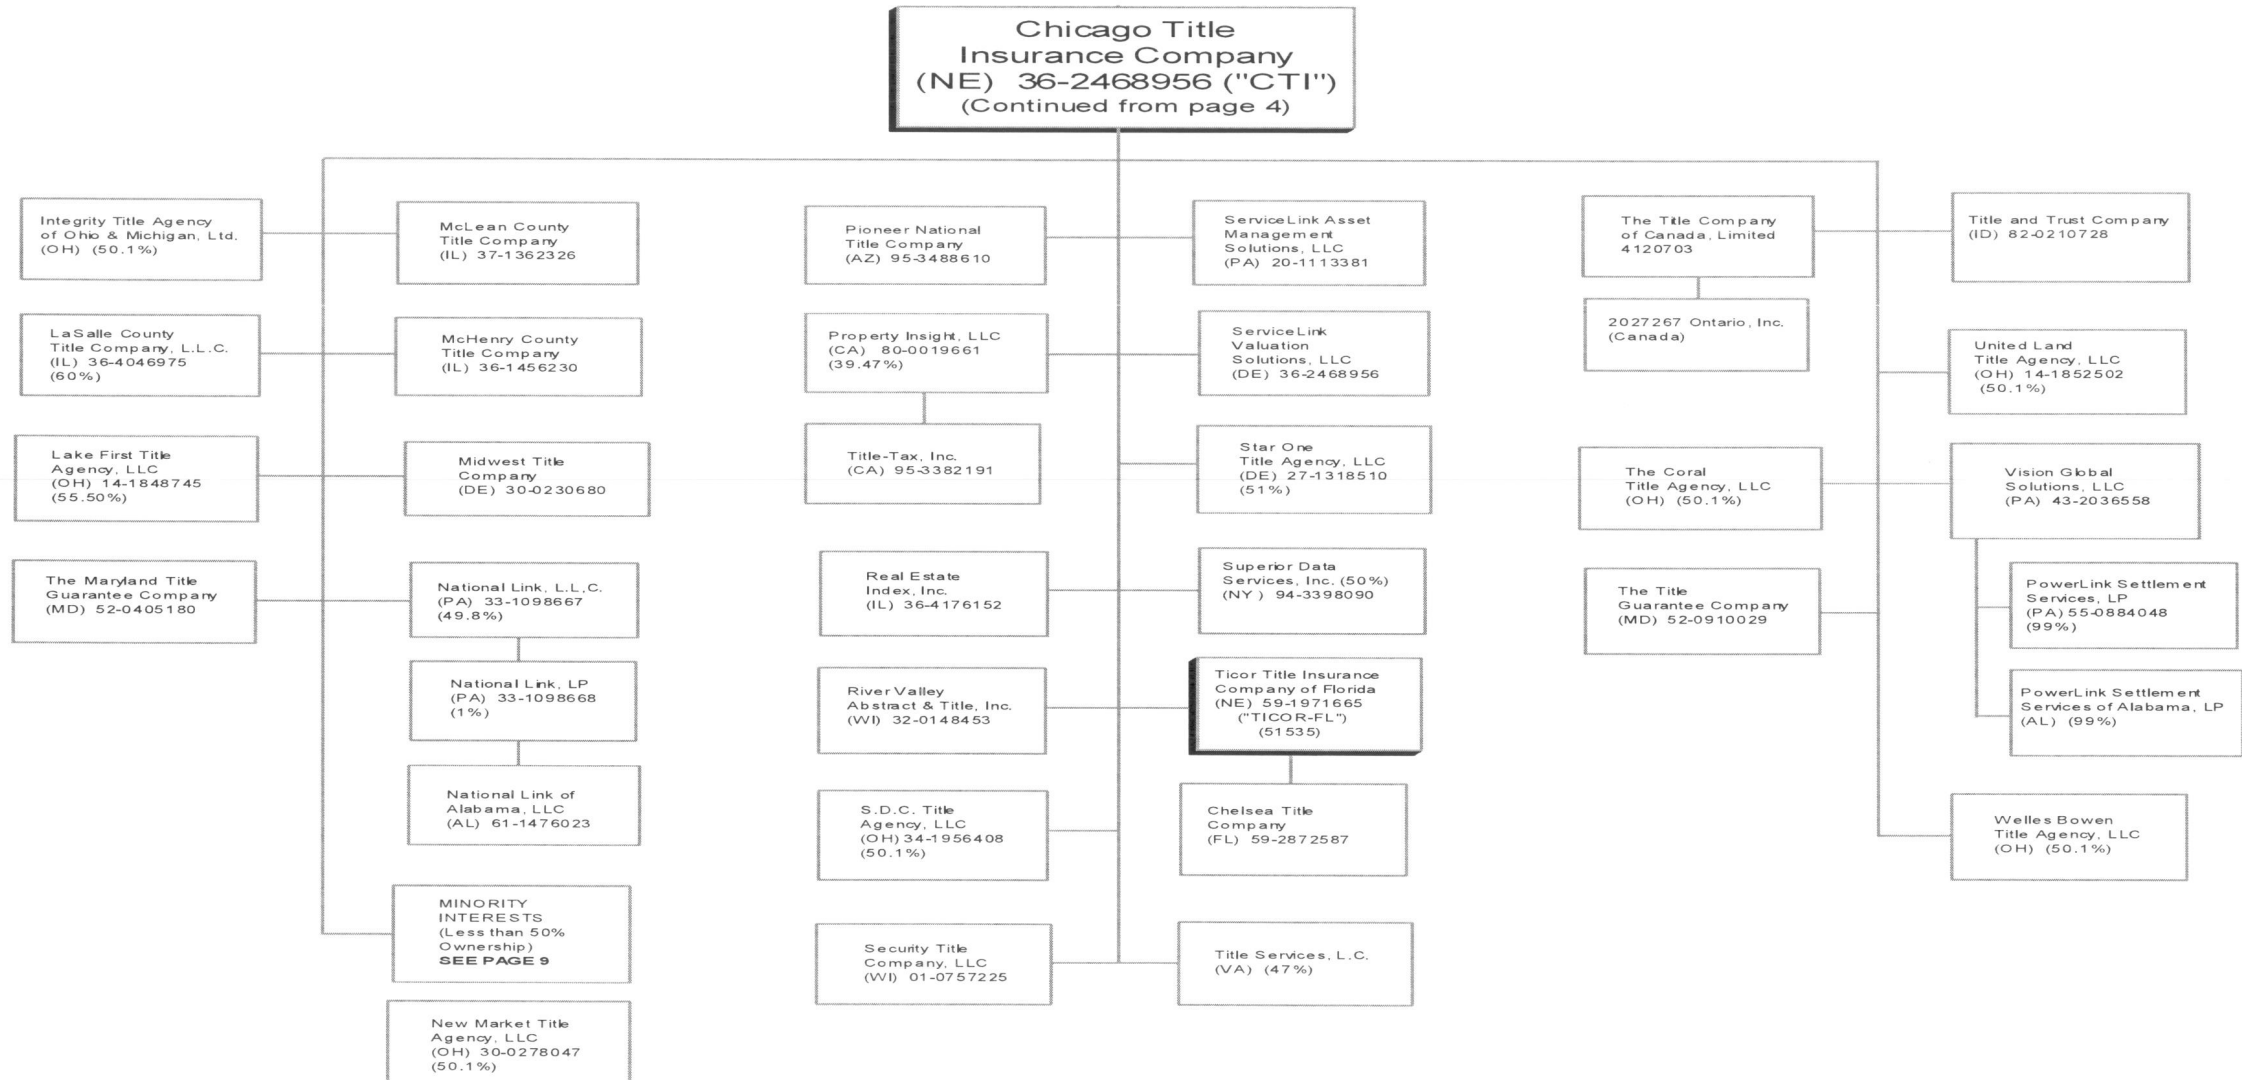 Chicago Title
Insurance Company
(NE) 36-2468956 ("CTI")
(Continued from page 4)
Integrity Title Agency
of Ohio & Michigan, Ltd.
(OH) (50.1%)
McLean County
Title Company
(IL) 37-1362326
LaSalle County
Title Company, L.L.C.
(IL) 36-4046975
(60%)
McHenry County
Title Company
(IL) 36-1456230
Lake First Title
Agency, LLC
(OH) 14-1848745
(55.50%)
Midwest Title
Company
(DE) 30-0230680
The Maryland Title
Guarantee Company
(MD) 52-0405180
National Link, L.L,C.
(PA) 33-1098667
(49.8%)
National Link, LP
(PA) 33-1098668
(1%)
National Link of
Alabama, LLC
(AL) 61-1476023
MINORITY
INTERESTS
(Less than 50%
Ownership)
SEE PAGE 9
New Market Title
Agency, LLC
(OH) 30-0278047
(50.1%)
Pioneer National
Title Company
(AZ) 95-3488610
ServiceLink Asset
Management
Solutions, LLC
(PA) 20-1113381
Property Insight, LLC
(CA) 80-0019661
(39.47%)
ServiceLink
Valuation
Solutions, LLC
(DE) 36-2468956
Title-Tax, Inc.
(CA) 95-3382191
Star One
Title Agency, LLC
(DE) 27-1318510
(51%)
Real Estate
Index, Inc.
(IL) 36-4176152
Superior Data
Services, Inc. (50%)
(NY ) 94-3398090
River Valley
Abstract & Title, Inc.
(WI) 32-0148453
Ticor Title Insurance
Company of Florida
(NE) 59-1971665
("TICOR-FL")
(51535)
S.D.C. Title
Agency, LLC
(OH) 34-1956408
(50.1%)
Chelsea Title
Company
(FL) 59-2872587
Security Title
Company, LLC
(WI) 01-0757225
Title Services, L.C.
(VA) (47%)
The Title Company
of Canada, Limited
4120703
Title and Trust Company
(ID) 82-0210728
2027267 Ontario, Inc.
(Canada)
United Land
Title Agency, LLC
(OH) 14-1852502
(50.1%)
The Coral
Title Agency, LLC
(OH) (50.1%)
Vision Global
Solutions, LLC
(PA) 43-2036558
The Title
Guarantee Company
(MD) 52-0910029
PowerLink Settlement
Services, LP
(PA) 55-0884048
(99%)
PowerLink Settlement
Services of Alabama, LP
(AL) (99%)
Welles Bowen
Title Agency, LLC
(OH) (50.1%)